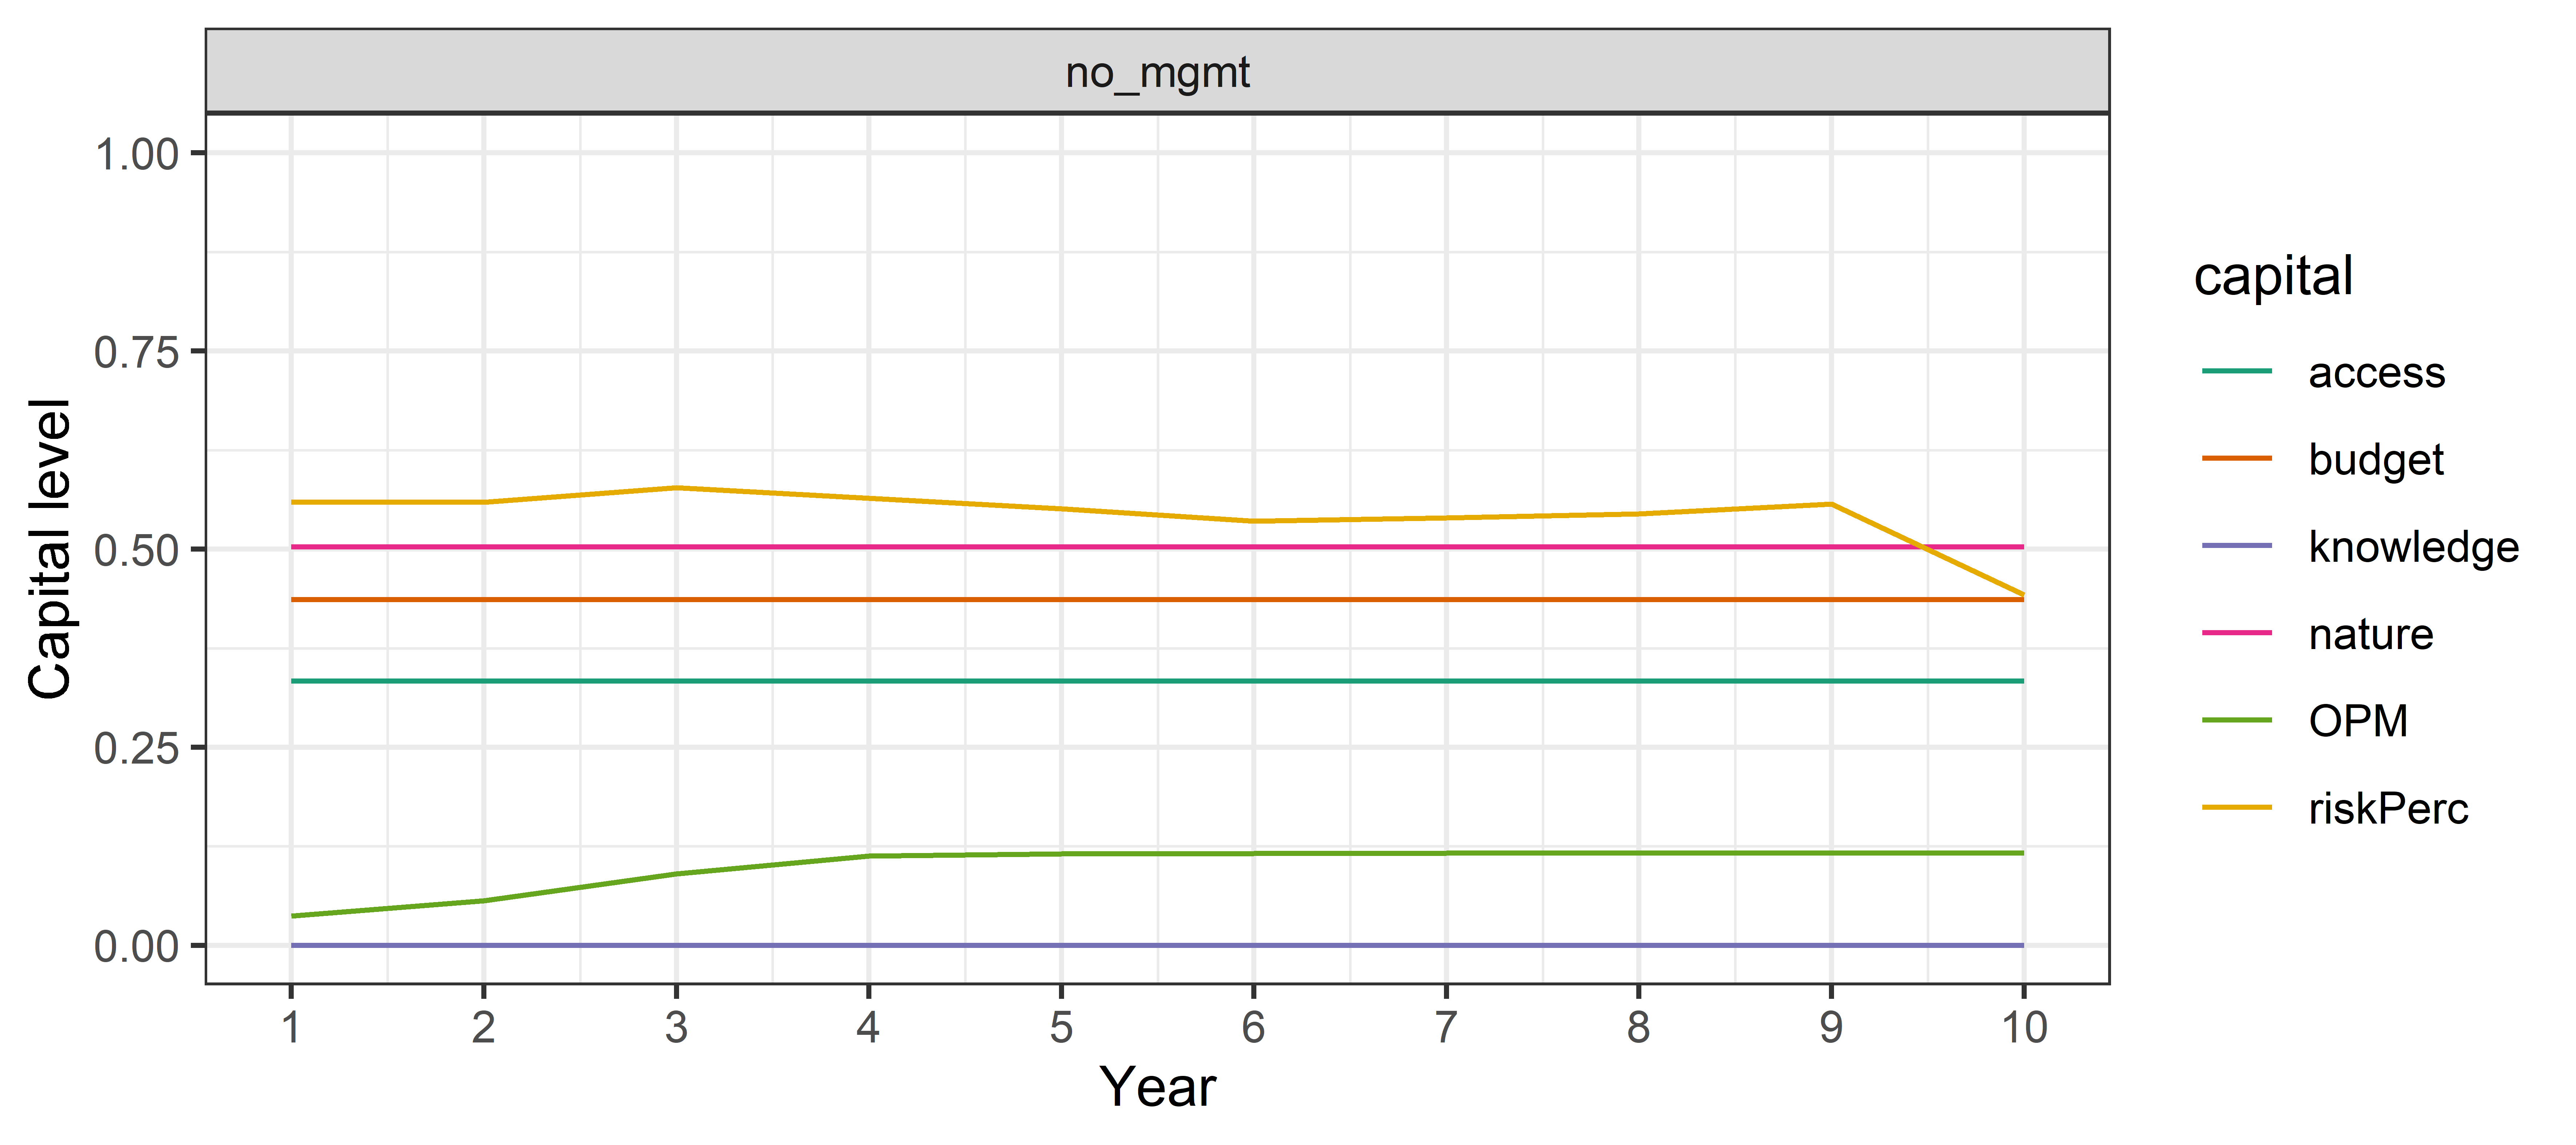 no_mgmt
1.00
0.75
0.50
0.25
0.00
Capital level
1 2 3 4 5 6 7 8 9 10
Year
capital
access
budget
knowledge
nature
OPM
riskPerc